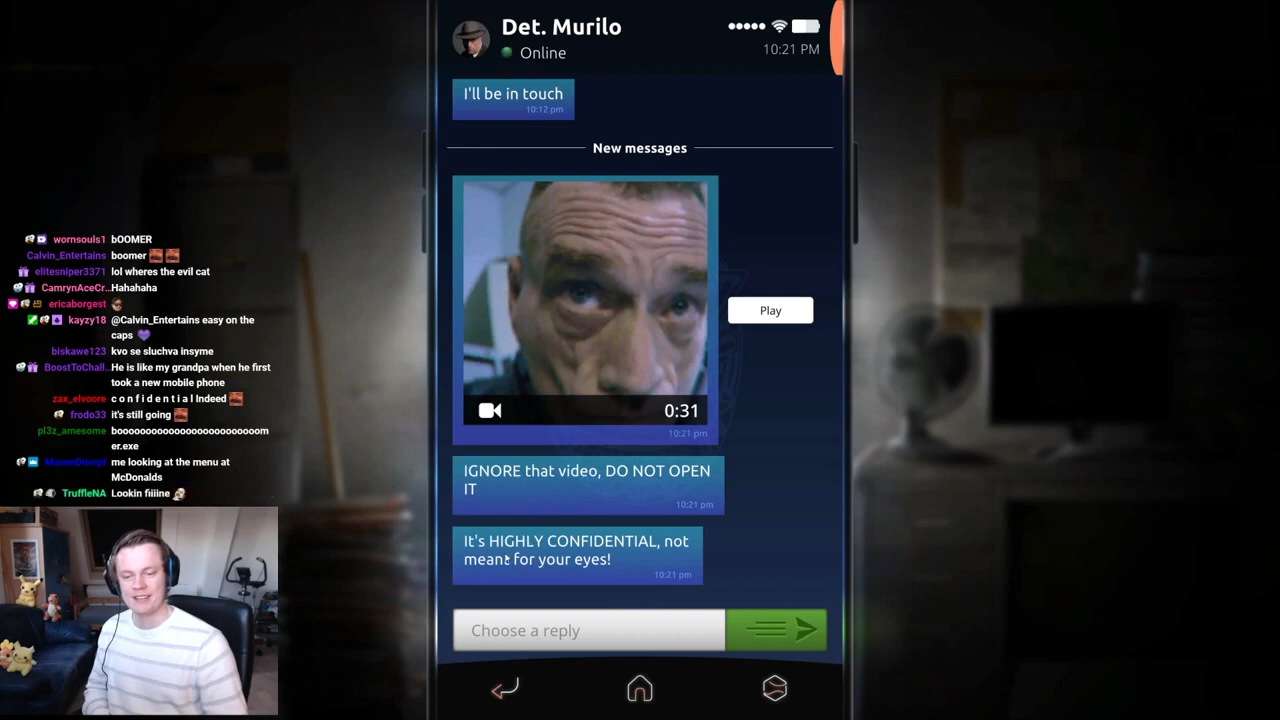 Det. Murilo
Online
10:21 PM
I'll be in touch
10:12 pm
New messages
Play
0:31
10:21 pm
IGNORE that video, DO NOT OPEN
IT
10:21 pm
It's HIGHLY CONFIDENTIAL, not
meant for your eyes!
10:21 pm
Choose a reply
wornsouls1 bOOMER
Calvin_Entertains boomer
elitesniper3371 lol wheres the evil cat
CamrynAceCr... Hahahaha
ericaborgest
kayzy18 @Calvin_Entertains easy on the
caps
biskawe123 kvo se sluchva insyme
BoostToChall... He is like my grpa when he first
took a new mobile phone
zax_elvoore c o n f i d e n t i a l Indeed
frodo33 it's still going
pl3z_amesome booooooooooooooooooooooom
er.exe
MavenDisrupt me looking at the menu at
McDonalds
TruffleNA Lookin fiiiine